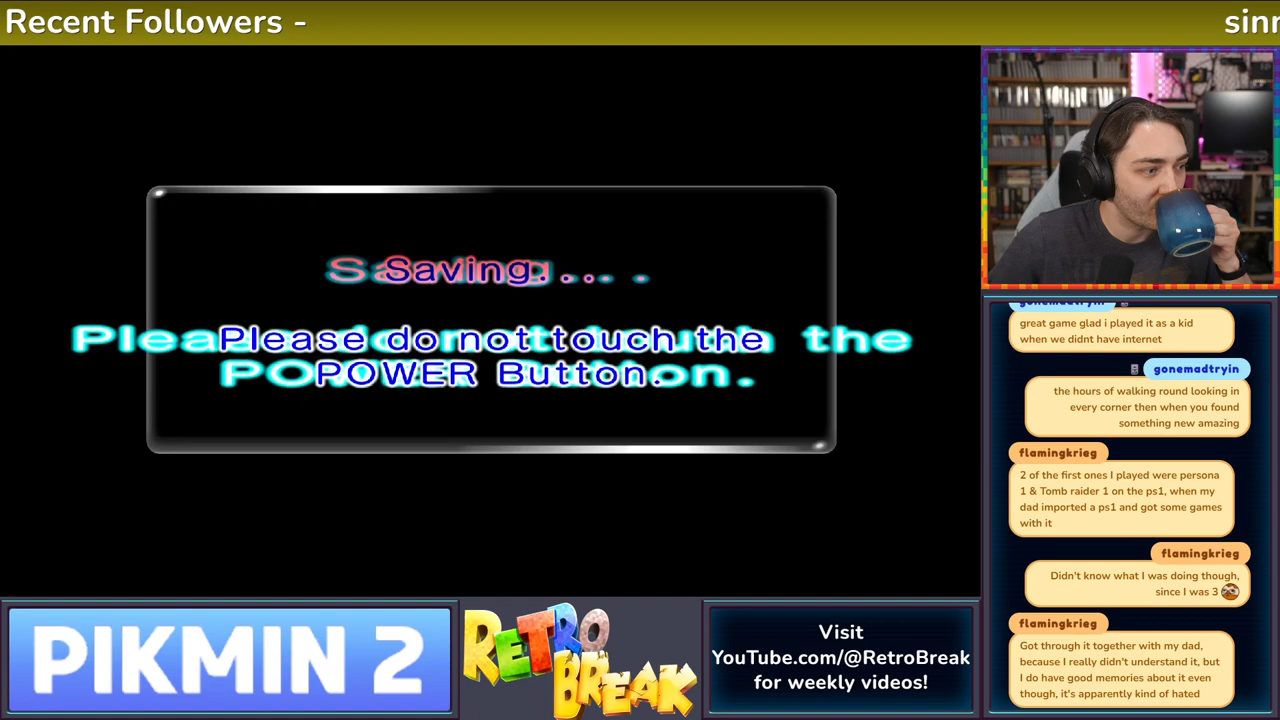 Recent Followers -
Saving. . . .
Please do not touch the
POWER Button.
great game glad i played it as a kid
when we didnt have internet
gonemadtryin
the hours of walking round looking in
every corner then when you found
something new amazing
flamingkrieg
2 of the first ones I played were persona
1 & Tomb raider 1 on the ps1, when my
dad imported a ps1 and got some games
with it
flamingkrieg
Didn't know what I was doing though,
since I was 3
flamingkrieg
Got through it together with my dad,
because I really didn't understand it, but
I do have good memories about it even
though, it's apparently kind of hated
PIKMIN 2
RETRO
BREAK
Visit
YouTube.com/@RetroBreak
for weekly videos!